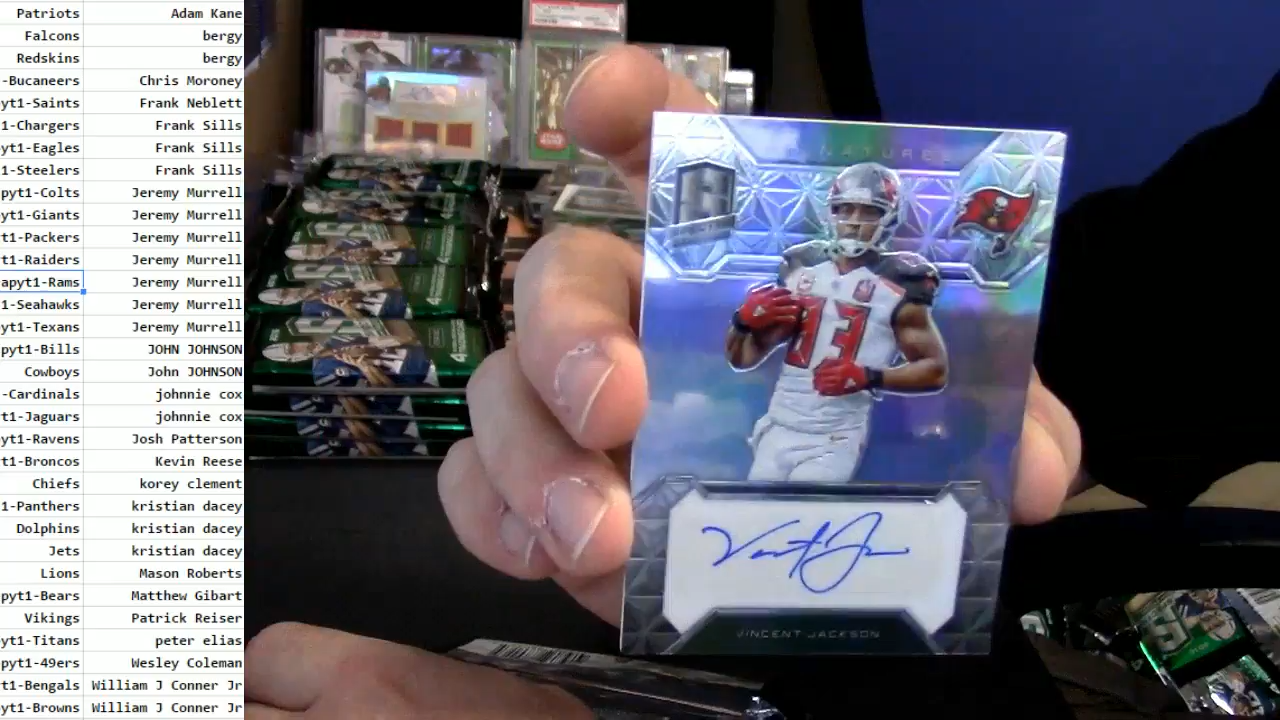 Patriots Adam Kane
Falcons bergy
Redskins bergy
-Bucaneers Chris Moroney
pyt1-Saints Frank Neblett
1-Chargers Frank Sills
yt1-Eagles Frank Sills
1-Steelers Frank Sills
pyt1-Colts Jeremy Murrell
yt1-Giants Jeremy Murrell
t1-Packers Jeremy Murrell
t1-Raiders Jeremy Murrell
apyt1-Rams Jeremy Murrell
1-Seahawks Jeremy Murrell
yt1-Texans Jeremy Murrell
pyt1-Bills JOHN JOHNSON
Cowboys John JOHNSON
-Cardinals johnnie cox
t1-Jaguars johnnie cox
yt1-Ravens Josh Patterson
t1-Broncos Kevin Reese
Chiefs korey clement
1-Panthers kristian dacey
Dolphins kristian dacey
Jets kristian dacey
Lions Mason Roberts
pyt1-Bears Matthew Gibart
Vikings Patrick Reiser
yt1-Titans peter elias
pyt1-49ers Wesley Coleman
t1-Bengals William J Conner Jr
t1-Browns William J Conner Jr
SIGNATURES
83
Vincent Jackson
VINCENT JACKSON